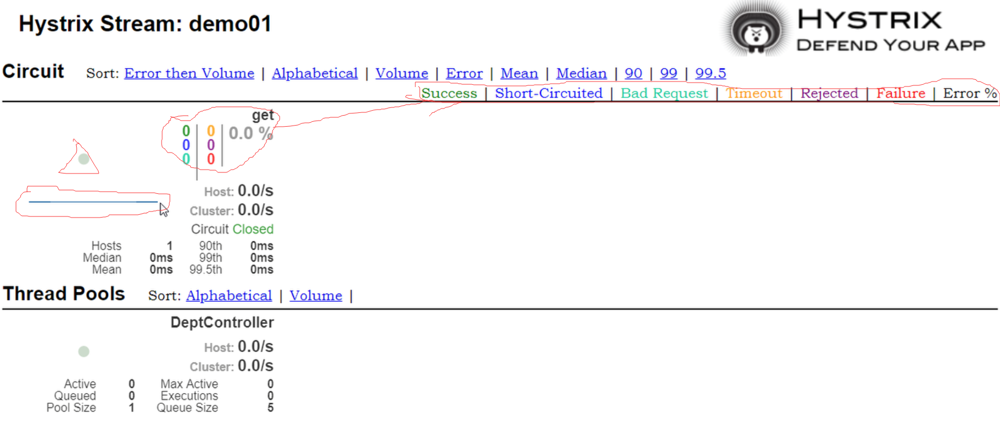 Hystrix Stream: demo01
HYSTRIX
DEFEND YOUR APP
Circuit Sort: Error then Volume | Alphabetical | Volume | Error | Mean | Median | 90 | 99 | 99.5
Success | Short-Circuited | Bad Request | Timeout | Rejected | Failure | Error %
get
0 | 0 | 0.0 %
0 | 0
0 | 0
Host: 0.0/s
Cluster: 0.0/s
Circuit Closed
Hosts 1 90th 0ms
Median 0ms 99th 0ms
Mean 0ms 99.5th 0ms
Thread Pools Sort: Alphabetical | Volume |
DeptController
Host: 0.0/s
Cluster: 0.0/s
Active 0 Max Active 0
Queued 0 Executions 0
Pool Size 1 Queue Size 5